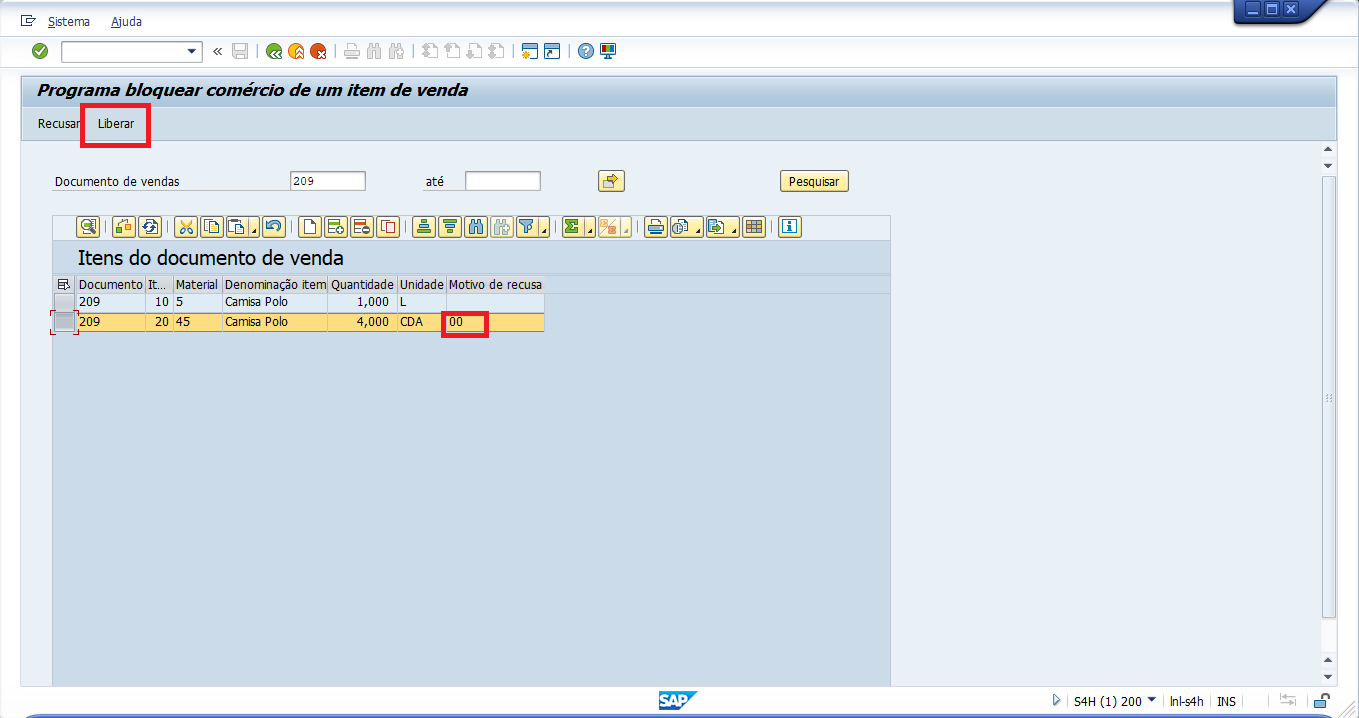 Sistema Ajuda
Programa bloquear comércio de um item de venda
Recusar Liberar
Documento de vendas 209 até Pesquisar
Itens do documento de venda
Documento It... Material Denominação item Quantidade Unidade Motivo de recusa
209 10 5 Camisa Polo 1,000 L
209 20 45 Camisa Polo 4,000 CDA 00
SAP S4H (1) 200 lnl-s4h INS